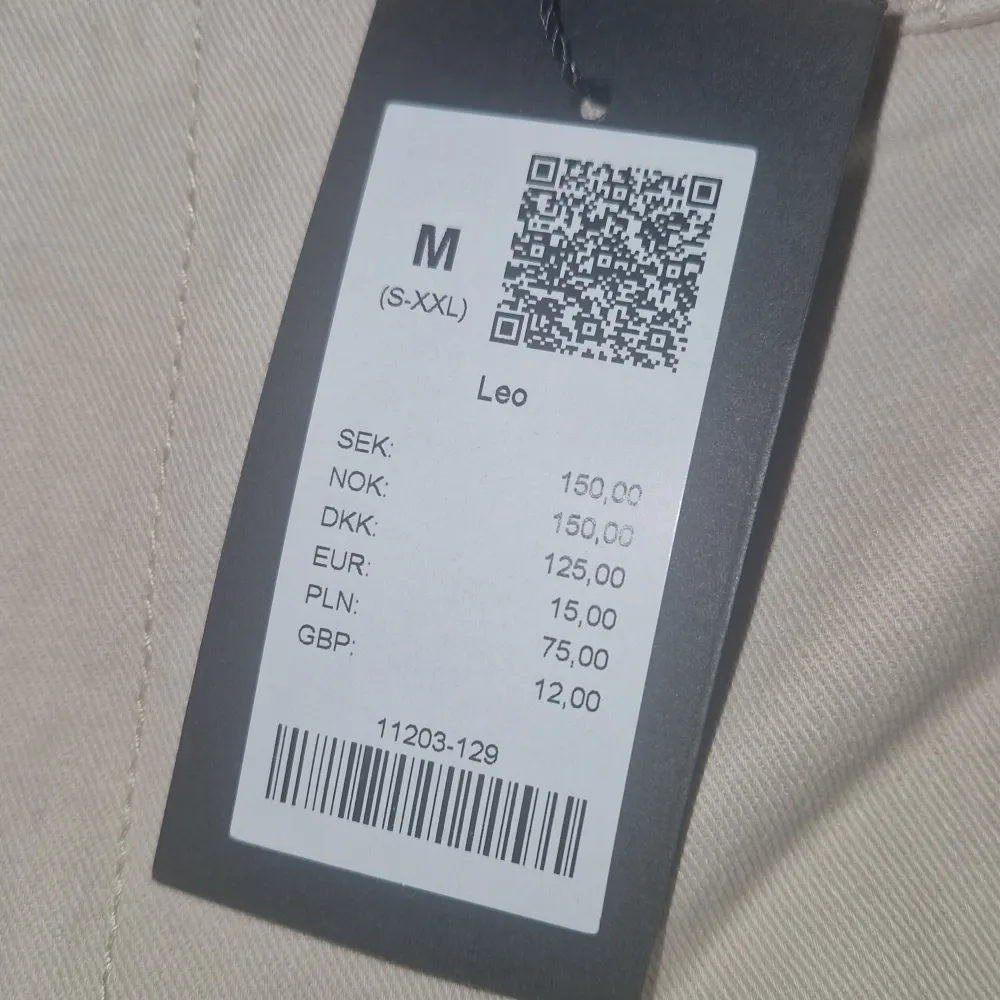 M
(S-XXL)
Leo
SEK: 150,00
NOK: 150,00
DKK: 125,00
EUR: 15,00
PLN: 75,00
GBP: 12,00
11203-129